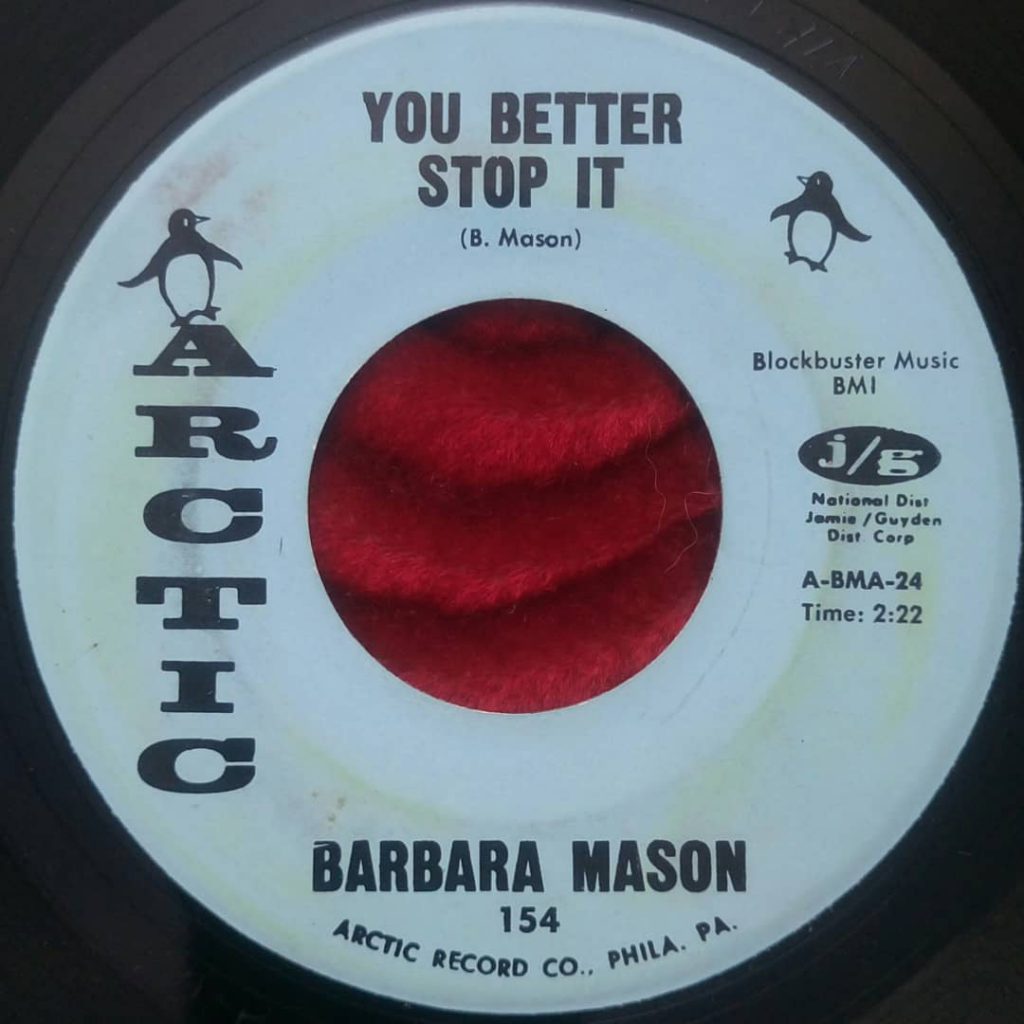 YOU BETTER
STOP IT
(B. Mason)
ARCTIC
Blockbuster Music
BMI
j/g
National Dist
Jamie/Guyden
Dist Corp
A-BMA-24
Time: 2:22
BARBARA MASON
154
ARCTIC RECORD CO., PHILA. PA.